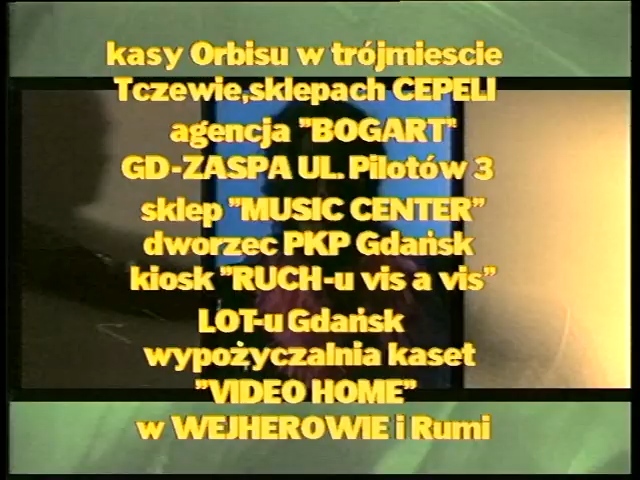 kasy Orbisu w trójmiescie
Tczewie,sklepach CEPELI
agencja "BOGART"
GD-ZASPA UL. Pilotów 3
sklep "MUSIC CENTER"
dworzec PKP Gdańsk
kiosk "RUCH-u vis a vis"
LOT-u Gdańsk
wypożyczalnia kaset
"VIDEO HOME"
w WEJHEROWIE i Rumi